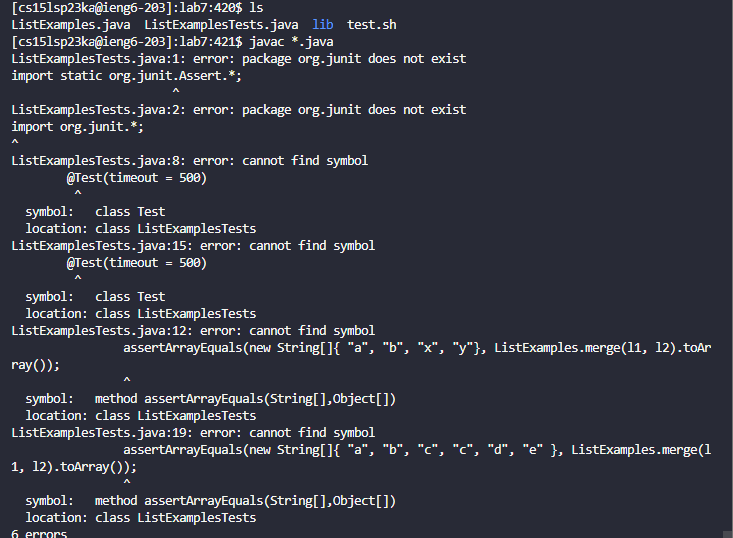 [cs15lsp23ka@ieng6-203]:lab7:420$ ls
ListExamples.java  ListExamplesTests.java  lib  test.sh
[cs15lsp23ka@ieng6-203]:lab7:421$ javac *.java
ListExamplesTests.java:1: error: package org.junit does not exist
import static org.junit.Assert.*;
^
ListExamplesTests.java:2: error: package org.junit does not exist
import org.junit.*;
^
ListExamplesTests.java:8: error: cannot find symbol
@Test(timeout = 500)
^
symbol:   class Test
location: class ListExamplesTests
ListExamplesTests.java:15: error: cannot find symbol
@Test(timeout = 500)
^
symbol:   class Test
location: class ListExamplesTests
ListExamplesTests.java:12: error: cannot find symbol
assertArrayEquals(new String[]{ "a", "b", "x", "y"}, ListExamples.merge(l1, l2).toAr
ray());
^
symbol:   method assertArrayEquals(String[],Object[])
location: class ListExamplesTests
ListExamplesTests.java:19: error: cannot find symbol
assertArrayEquals(new String[]{ "a", "b", "c", "c", "d", "e" }, ListExamples.merge(l
1, l2).toArray());
^
symbol:   method assertArrayEquals(String[],Object[])
location: class ListExamplesTests
6 errors